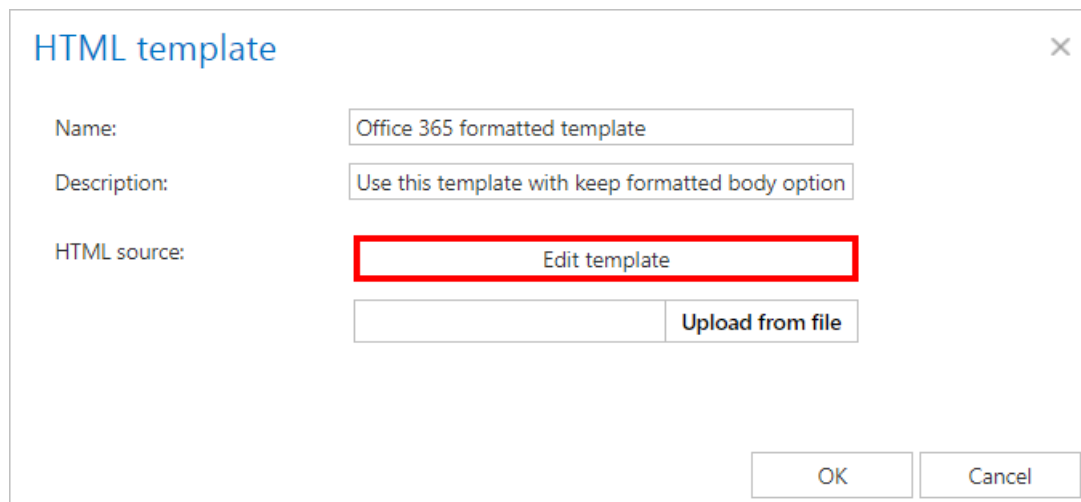 HTML template
Name:
Office 365 formatted template
Description:
Use this template with keep formatted body option
HTML source:
Edit template
Upload from file
OK
Cancel